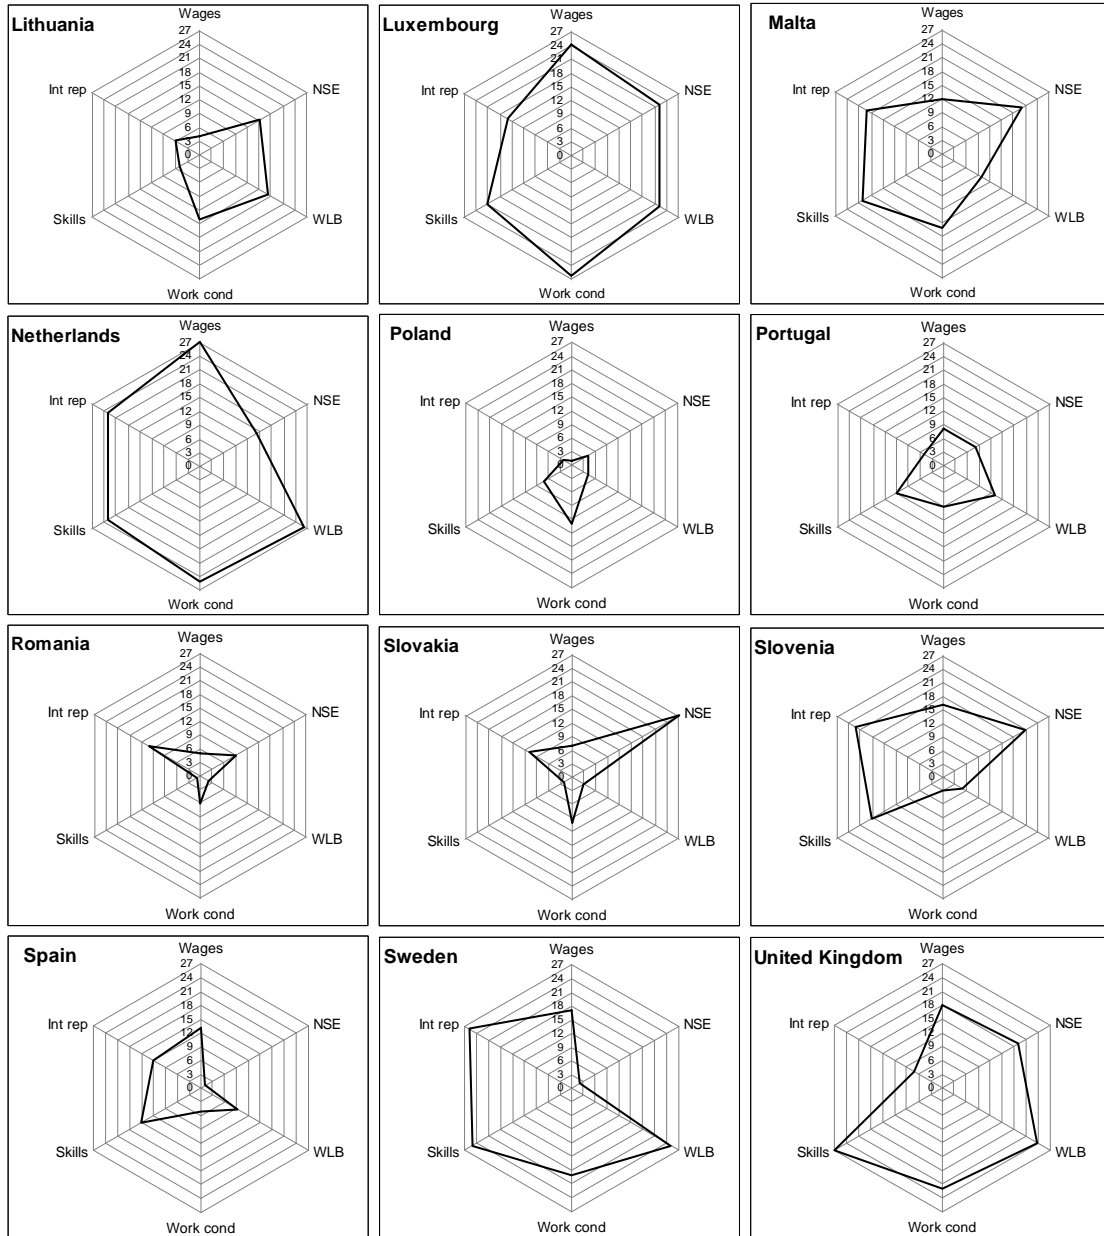 Lithuania
Wages
27
24
21
18
15
12
9
6
3
0
Int rep
NSE
Skills
WLB
Work cond
Luxembourg
Wages
27
24
21
18
15
12
9
6
3
0
Int rep
NSE
Skills
WLB
Work cond
Malta
Wages
27
24
21
18
15
12
9
6
3
0
Int rep
NSE
Skills
WLB
Work cond
Netherlands
Wages
27
24
21
18
15
12
9
6
3
0
Int rep
NSE
Skills
WLB
Work cond
Poland
Wages
27
24
21
18
15
12
9
6
3
0
Int rep
NSE
Skills
WLB
Work cond
Portugal
Wages
27
24
21
18
15
12
9
6
3
0
Int rep
NSE
Skills
WLB
Work cond
Romania
Wages
27
24
21
18
15
12
9
6
3
0
Int rep
NSE
Skills
WLB
Work cond
Slovakia
Wages
27
24
21
18
15
12
9
6
3
0
Int rep
NSE
Skills
WLB
Work cond
Slovenia
Wages
27
24
21
18
15
12
9
6
3
0
Int rep
NSE
Skills
WLB
Work cond
Spain
Wages
27
24
21
18
15
12
9
6
3
0
Int rep
NSE
Skills
WLB
Work cond
Sweden
Wages
27
24
21
18
15
12
9
6
3
0
Int rep
NSE
Skills
WLB
Work cond
United Kingdom
Wages
27
24
21
18
15
12
9
6
3
0
Int rep
NSE
Skills
WLB
Work cond